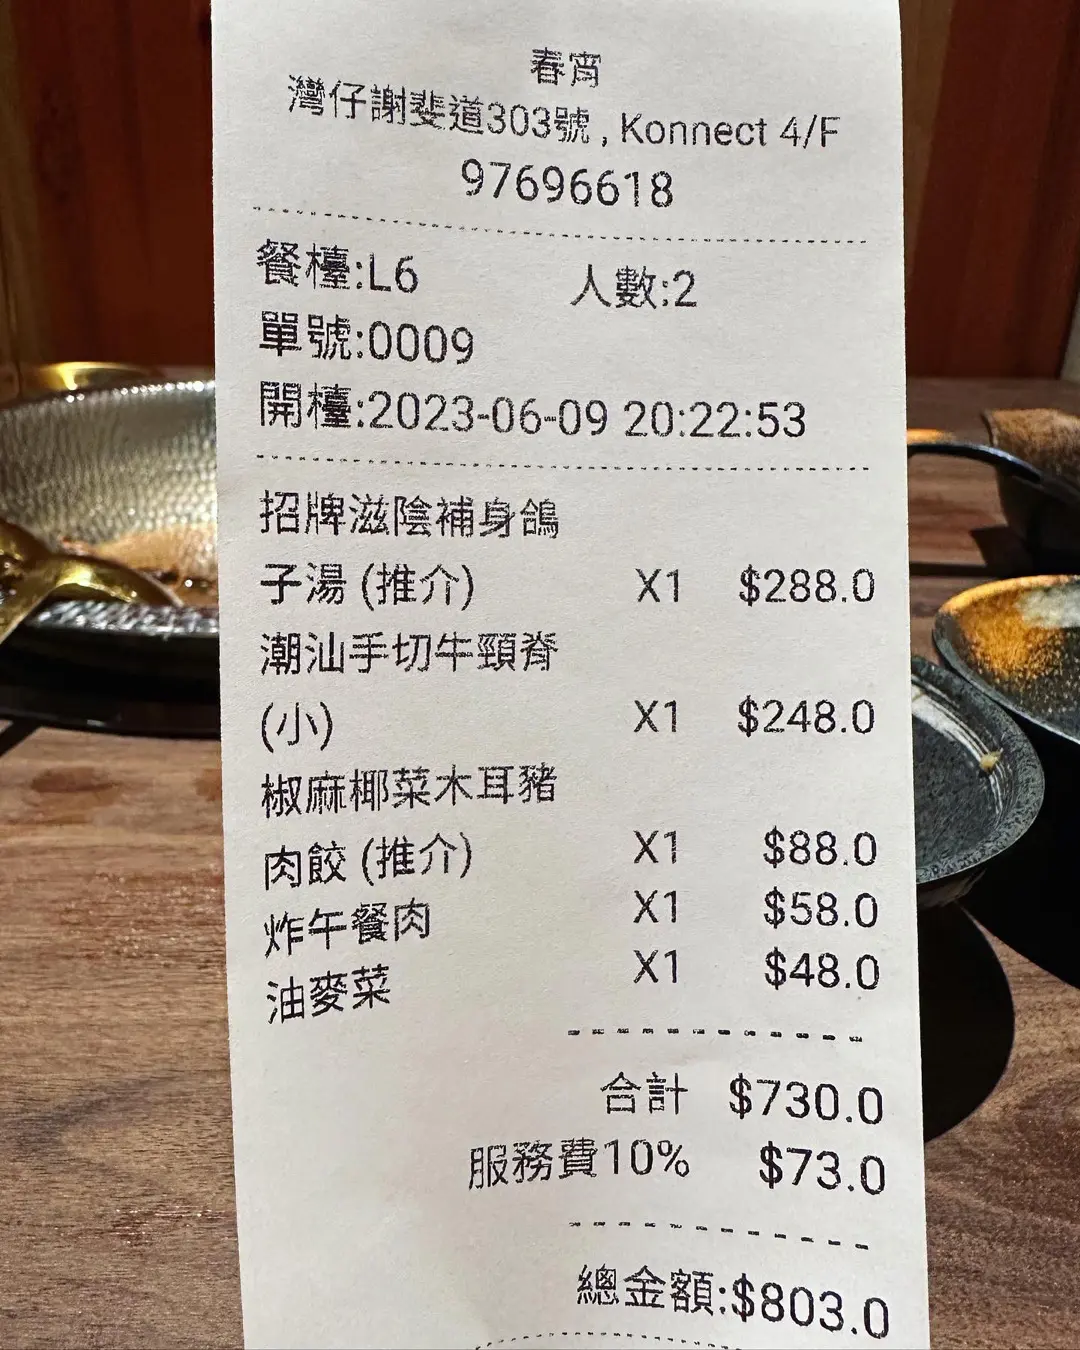 春宵
灣仔謝斐道303號 , Konnect 4/F
97696618
餐檯:L6 人數:2
單號:0009
開檯:2023-06-09 20:22:53
招牌滋陰補身鴿
子湯 (推介) X1 $288.0
潮汕手切牛頸脊
(小) X1 $248.0
椒麻椰菜木耳豬
肉餃 (推介) X1 $88.0
炸午餐肉 X1 $58.0
油麥菜 X1 $48.0
合計 $730.0
服務費10% $73.0
總金額:$803.0